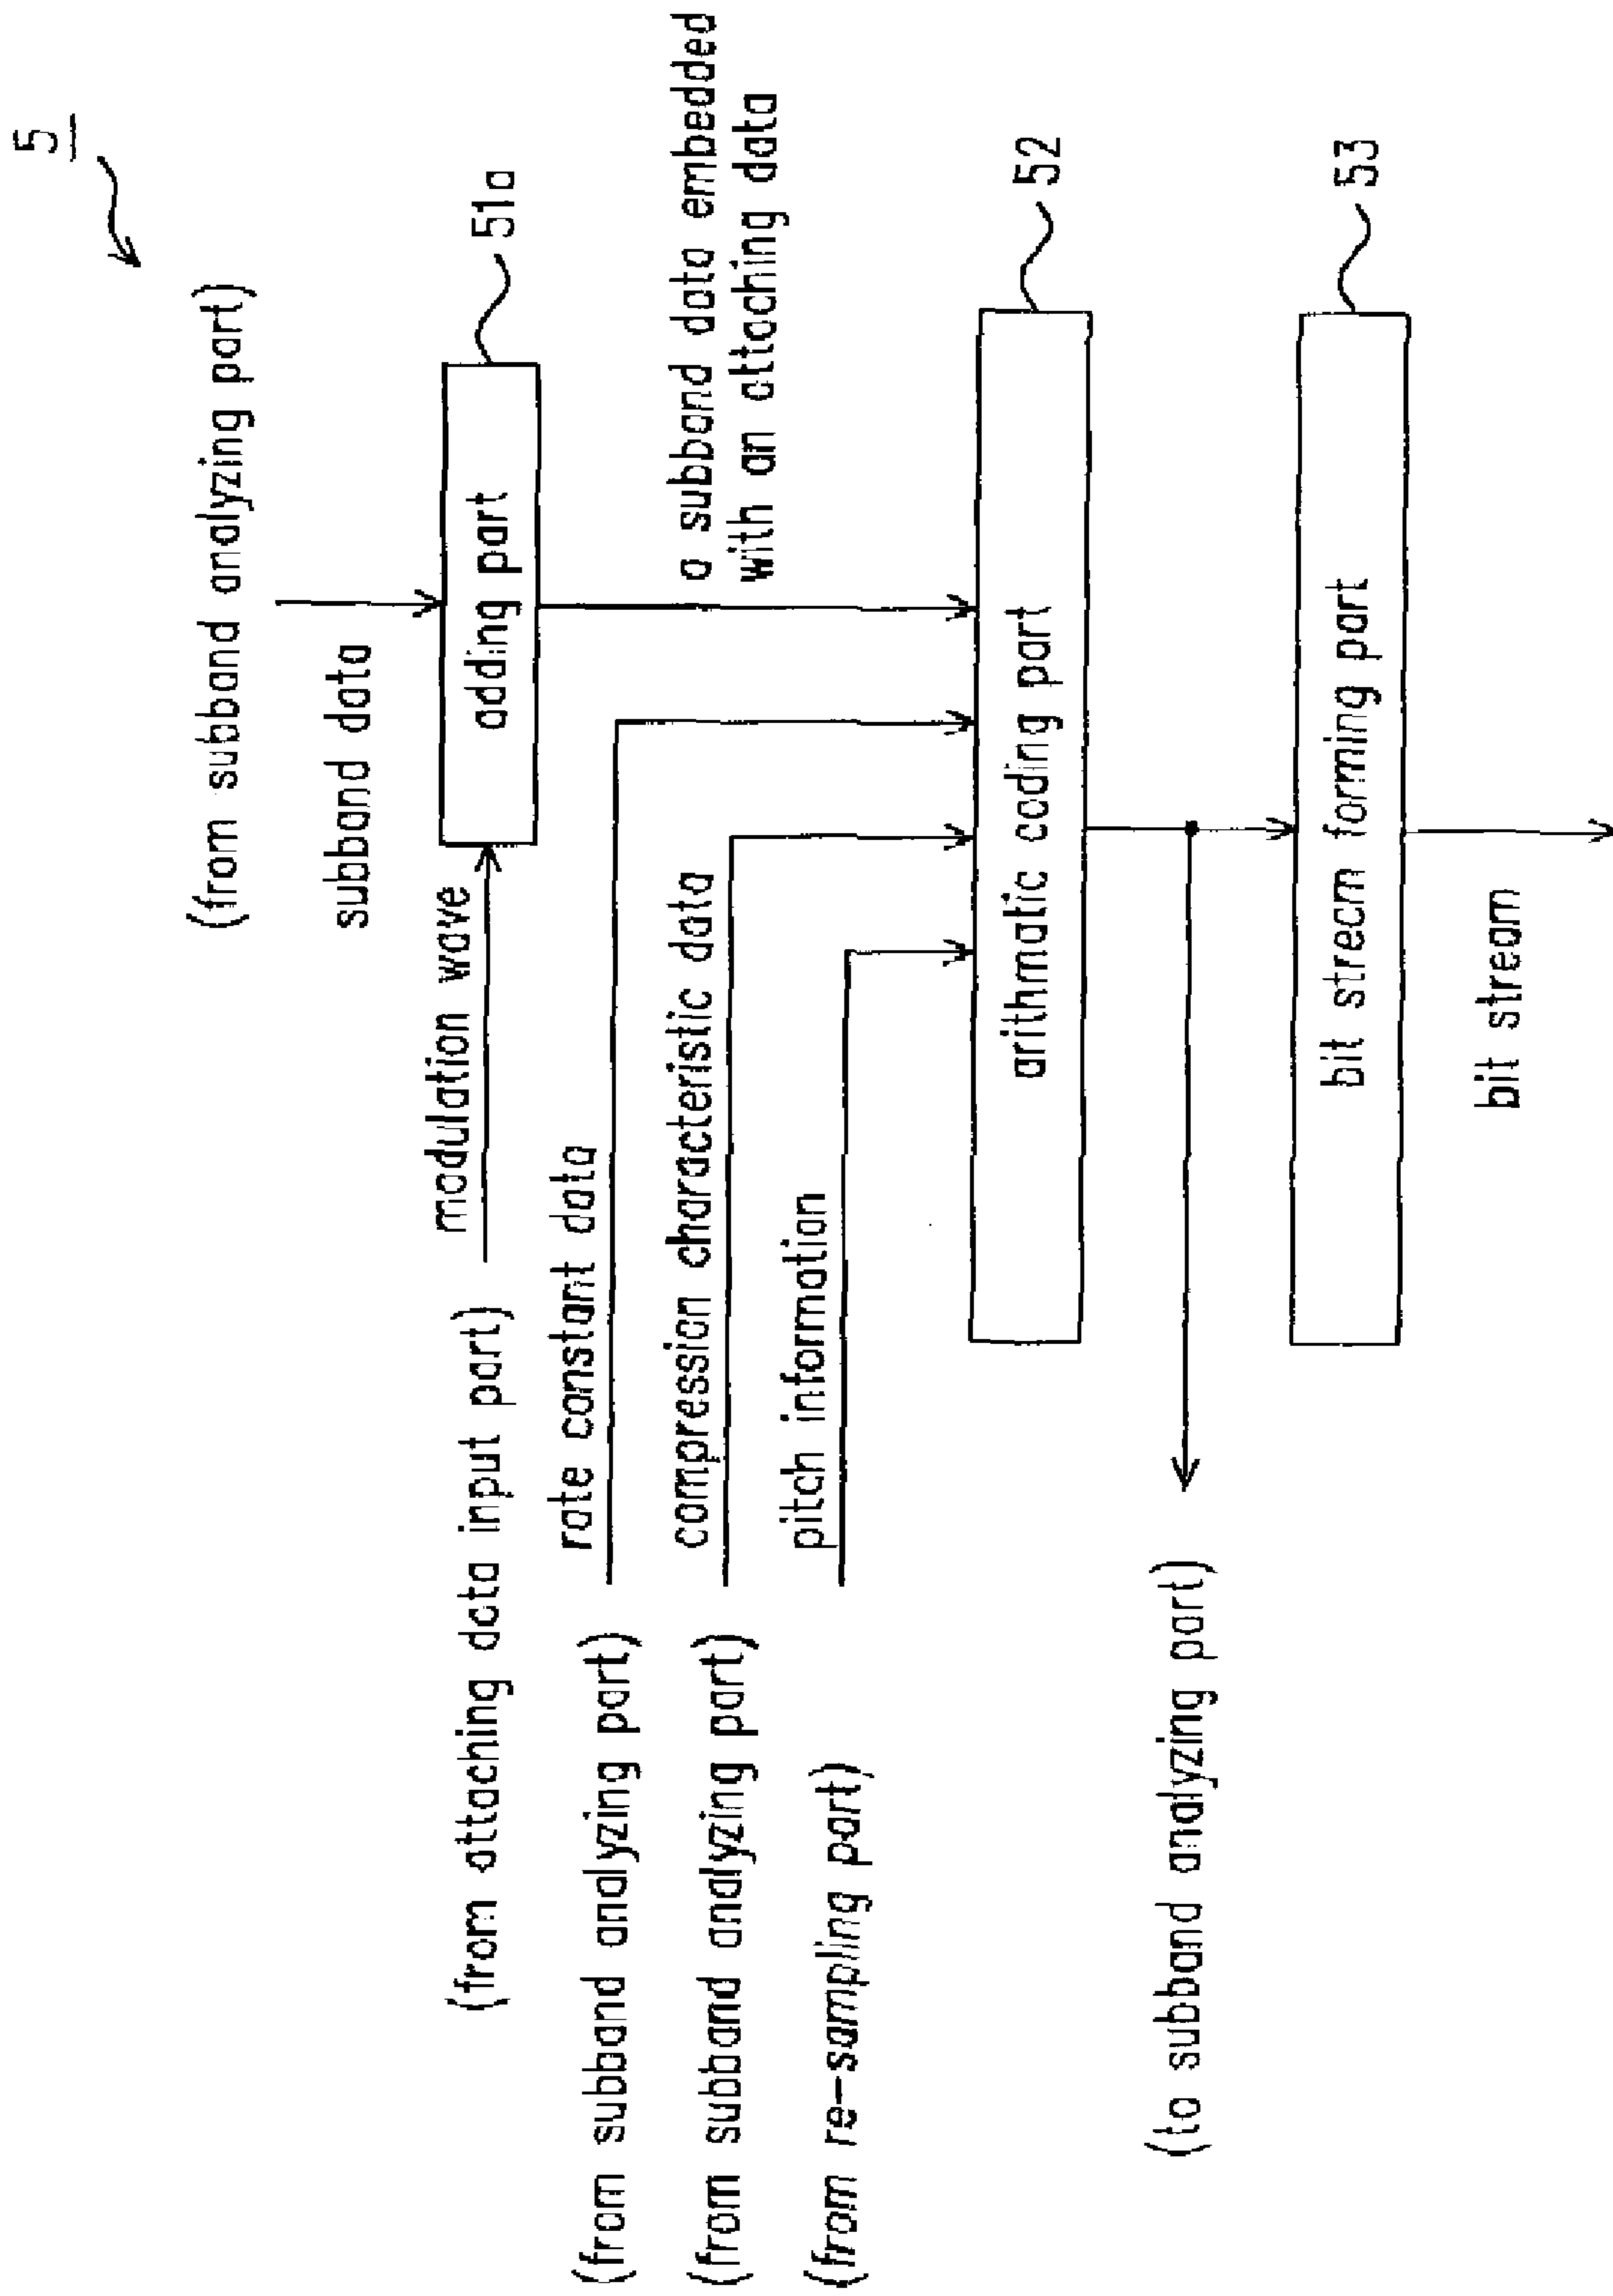 5
(from subband analyzing part)
subband data
modulation wave
(from attaching data input part)
adding part
51a
rate constant data
(from subband analyzing part)
a subband data embedded
with an attaching data
compression characteristic data
(from subband analyzing part)
pitch information
(from re-sampling part)
arithmatic coding part
52
(to subband analyzing part)
bit stream forming part
53
bit stream